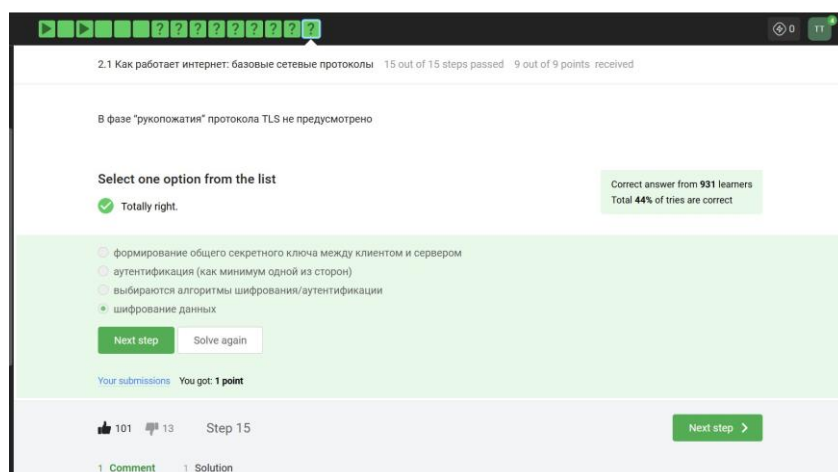 ? ? ? ? ? ? ? ? ?
0 TT 4
2.1 Как работает интернет: базовые сетевые протоколы 15 out of 15 steps passed 9 out of 9 points received
В фазе “рукопожатия” протокола TLS не предусмотрено
Select one option from the list
Totally right.
Correct answer from 931 learners
Total 44% of tries are correct
формирование общего секретного ключа между клиентом и сервером
аутентификация (как минимум одной из сторон)
выбираются алгоритмы шифрования/аутентификации
шифрование данных
Next step Solve again
Your submissions You got: 1 point
101 13 Step 15 Next step
1 Comment 1 Solution